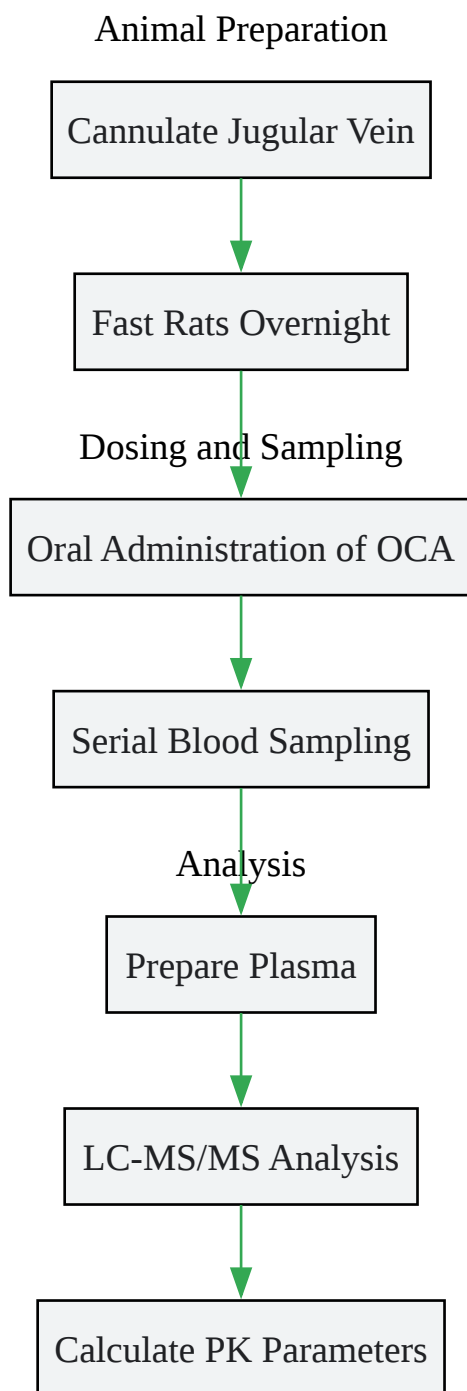 Animal Preparation
Cannulate Jugular Vein
Fast Rats Overnight
Dosing and Sampling
Oral Administration of OCA
Serial Blood Sampling
Analysis
Prepare Plasma
LC-MS/MS Analysis
Calculate PK Parameters